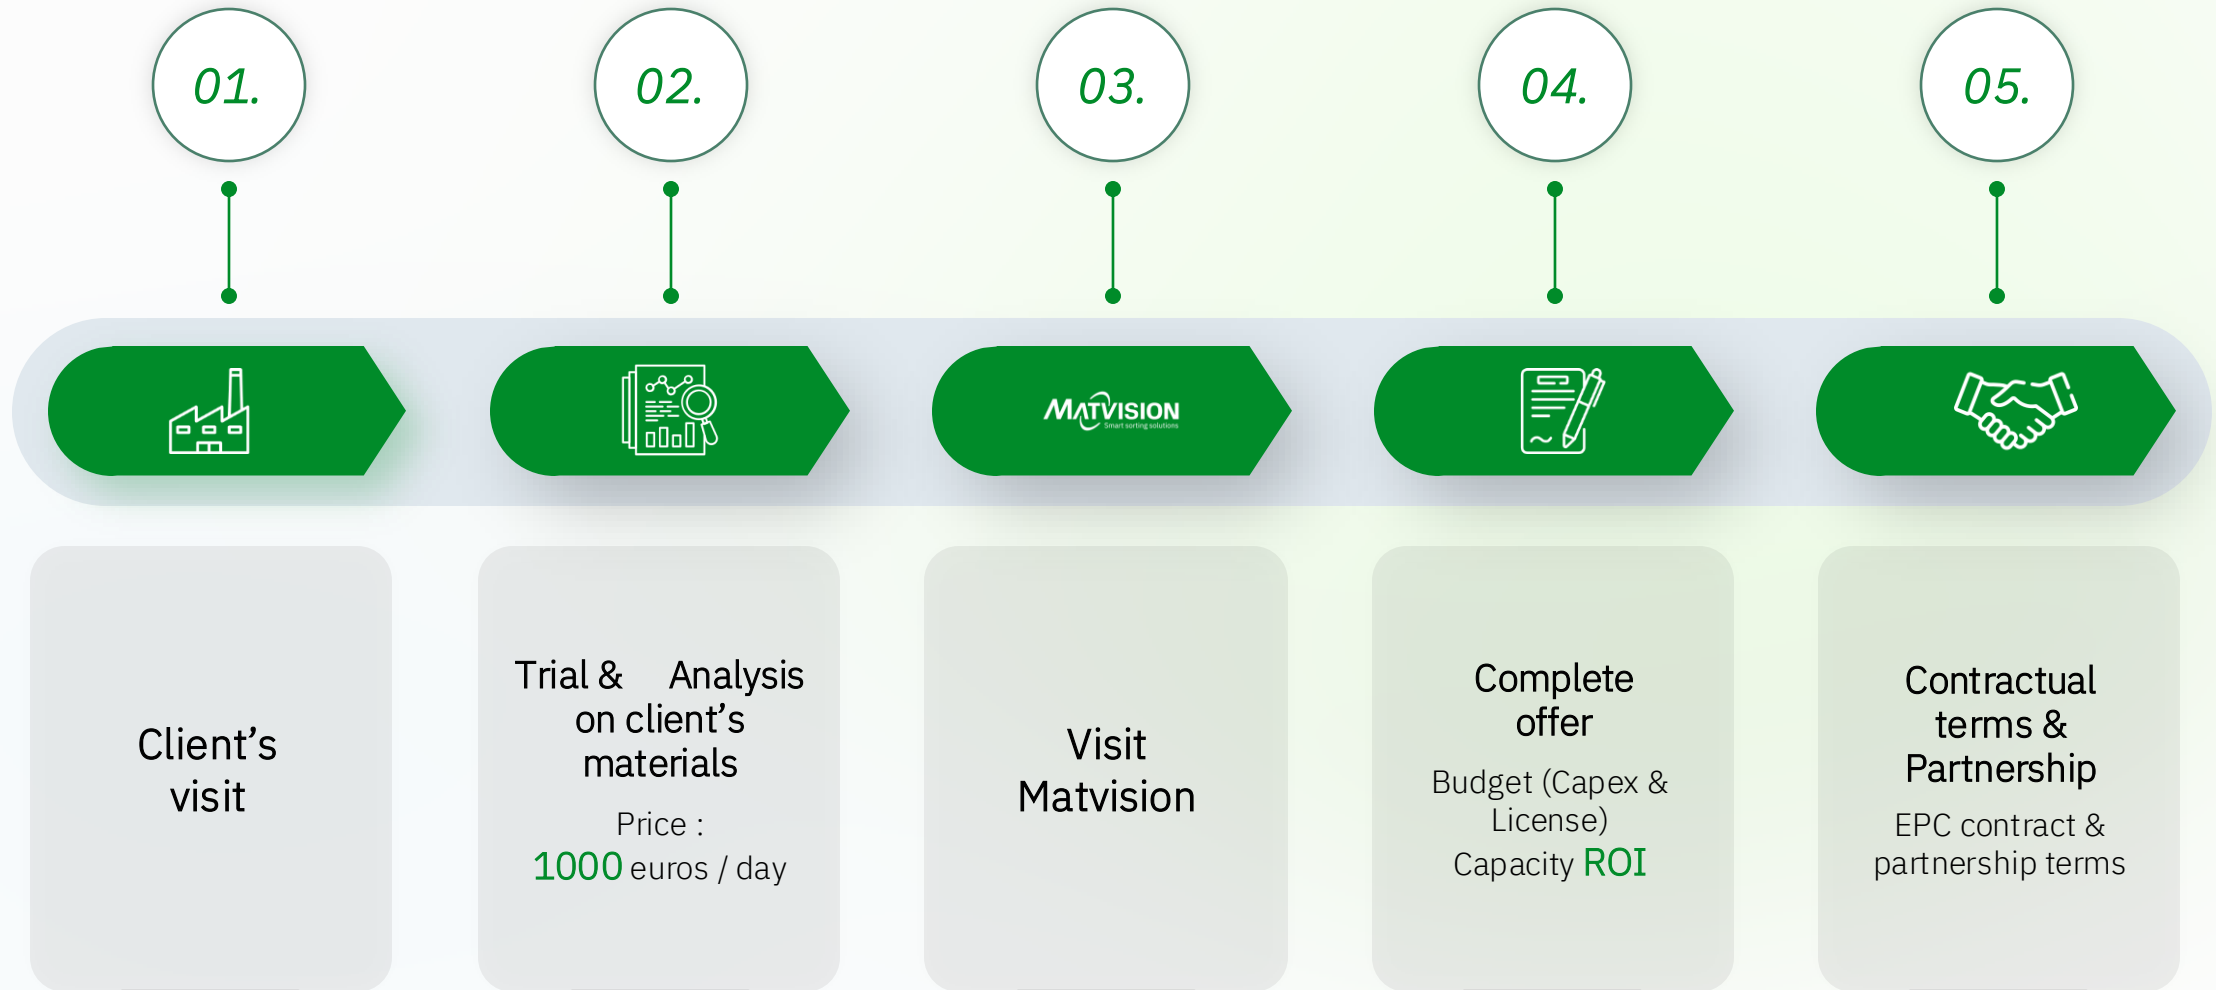 01.
02.
03.
04.
05.
MATVISION
Smart sorting solutions
Client’s
visit
Trial & Analysis
on client’s
materials
Price :
1000 euros / day
Visit
Matvision
Complete
offer
Budget (Capex &
License)
Capacity ROI
Contractual
terms &
Partnership
EPC contract &
partnership terms